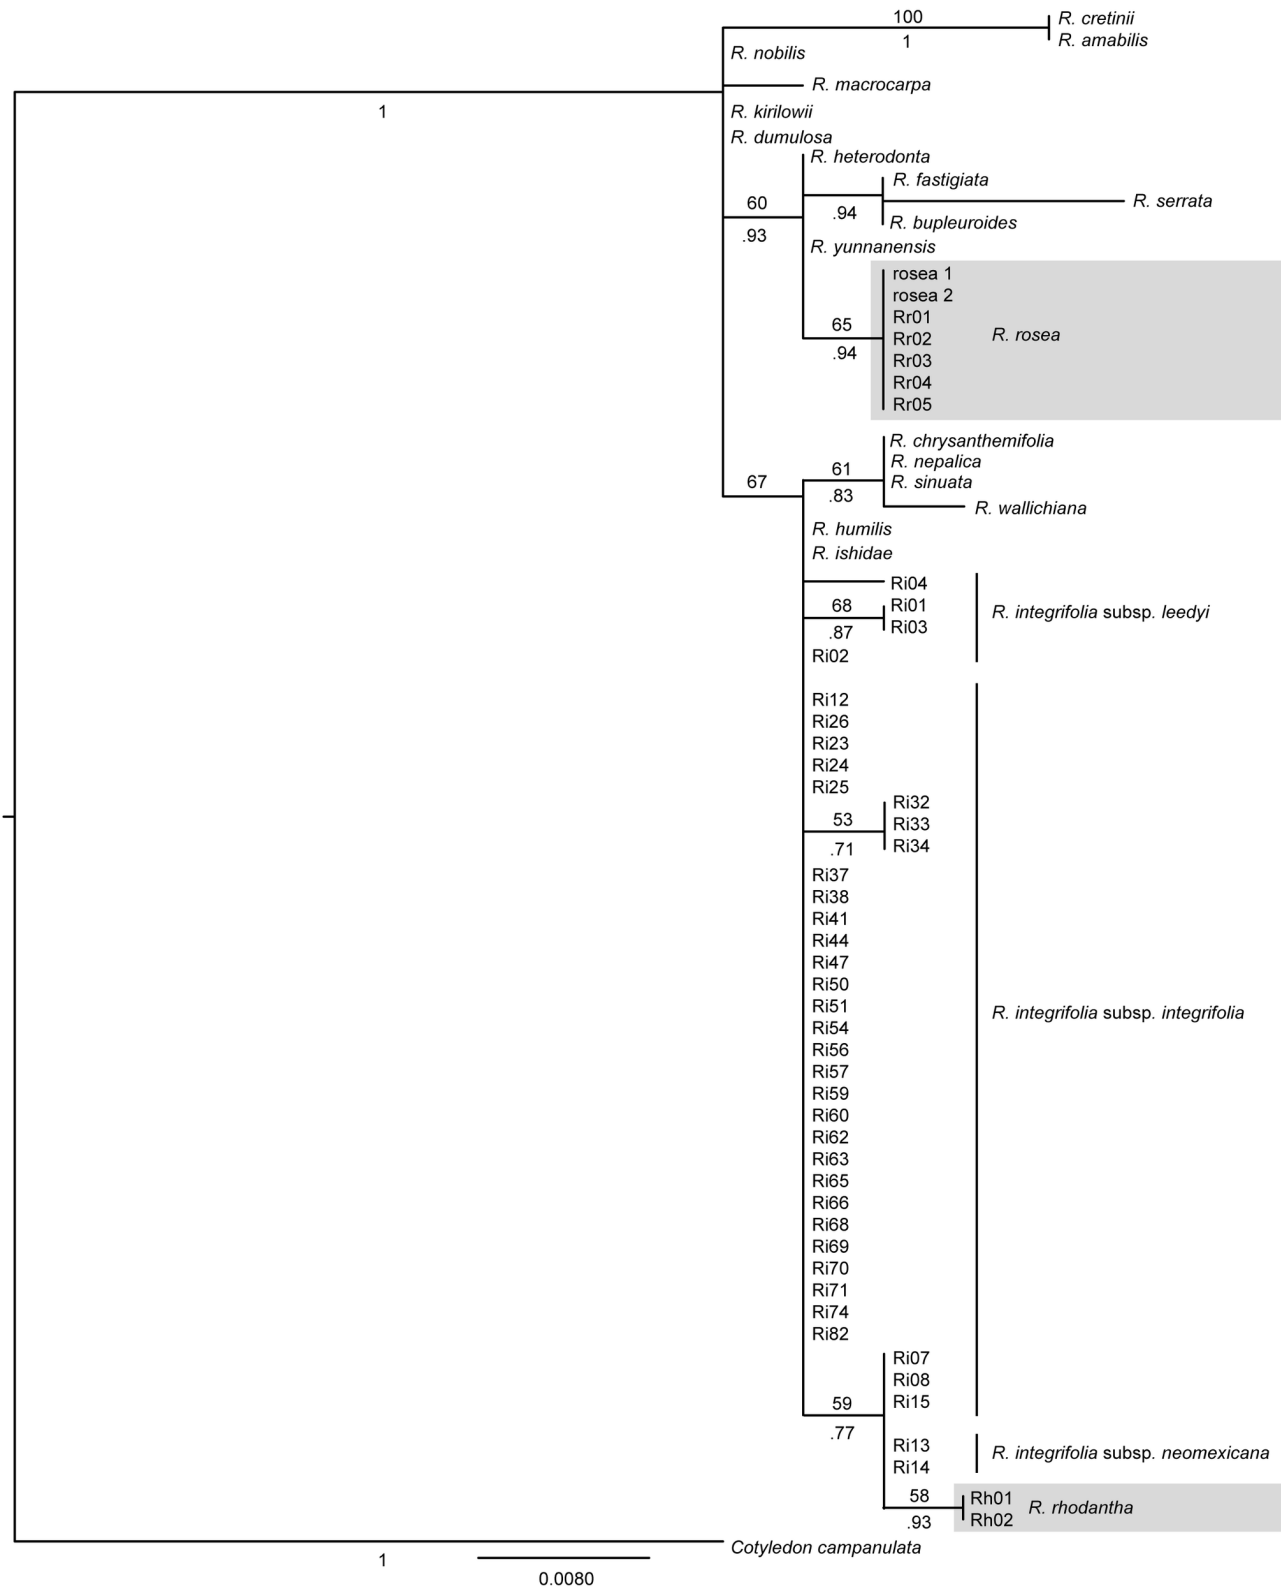 100
R. cretinii
1
R. amabilis
R. nobilis
R. macrocarpa
1
R. kirilowii
R. dumulosa
R. heterodonta
R. fastigiata
60
.94
R. serrata
.93
R. bupleuroides
R. yunnanensis
rosea 1
rosea 2
Rr01
65
Rr02
R. rosea
.94
Rr03
Rr04
Rr05
R. chrysanthemifolia
61
R. nepalica
67
.83
R. sinuata
R. wallichiana
R. humilis
R. ishidae
Ri04
68
Ri01
R. integrifolia subsp. leedyi
.87
Ri03
Ri02
Ri12
Ri26
Ri23
Ri24
Ri25
Ri32
53
Ri33
.71
Ri34
Ri37
Ri38
Ri41
Ri44
Ri47
Ri50
Ri51
R. integrifolia subsp. integrifolia
Ri54
Ri56
Ri57
Ri59
Ri60
Ri62
Ri63
Ri65
Ri66
Ri68
Ri69
Ri70
Ri71
Ri74
Ri82
Ri07
Ri08
59
Ri15
.77
Ri13
R. integrifolia subsp. neomexicana
Ri14
58
Rh01
R. rhodantha
.93
Rh02
Cotyledon campanulata
1
0.0080